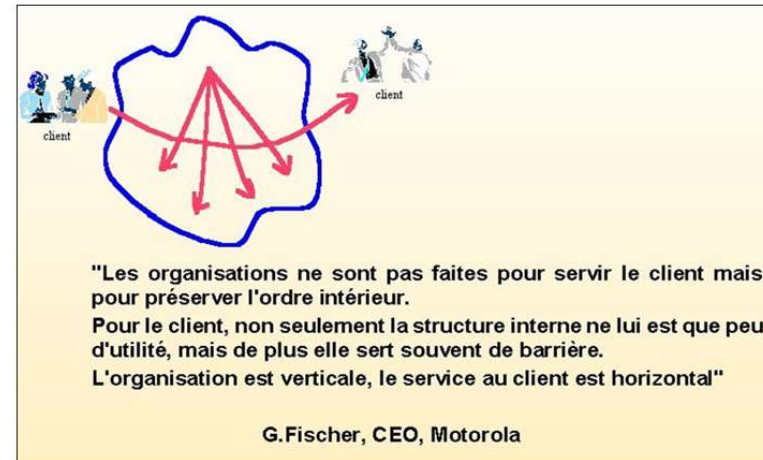 client
client
"Les organisations ne sont pas faites pour servir le client mais
pour préserver l'ordre intérieur.
Pour le client, non seulement la structure interne ne lui est que peu
d'utilité, mais de plus elle sert souvent de barrière.
L'organisation est verticale, le service au client est horizontal"
G.Fischer, CEO, Motorola